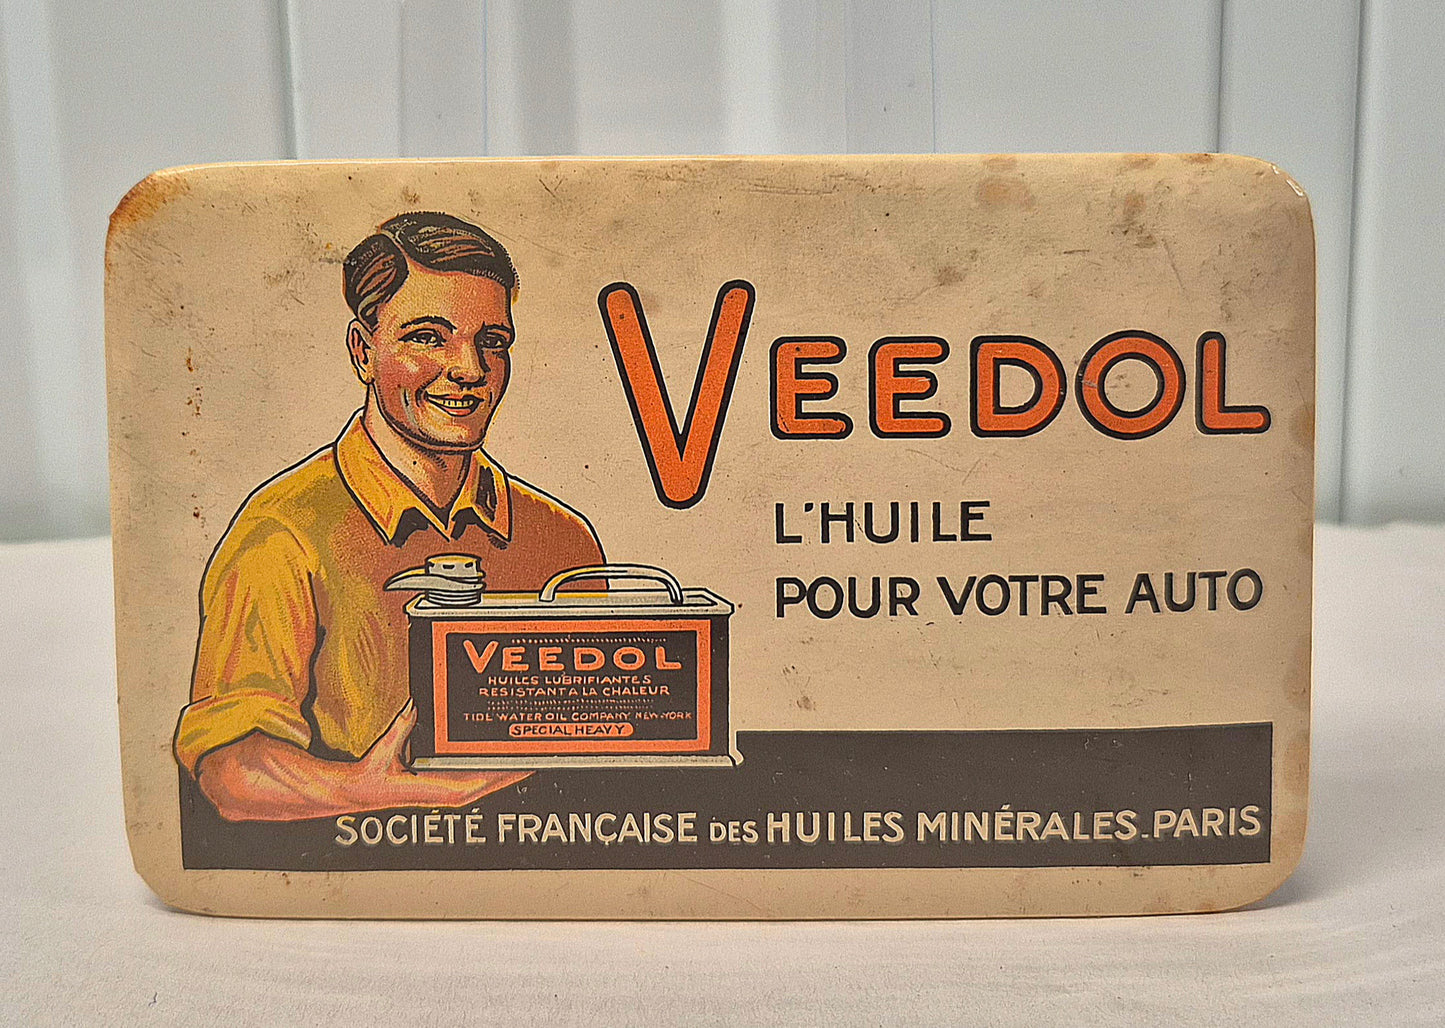 VEEDOL
L'HUILE
POUR VOTRE AUTO
VEEDOL
HUILES LUBRIFIANTES
RESISTANT A LA CHALEUR
TIDE WATER OIL COMPANY NEW-YORK
SPECIAL HEAVY
SOCIÉTÉ FRANÇAISE DES HUILES MINÉRALES-PARIS